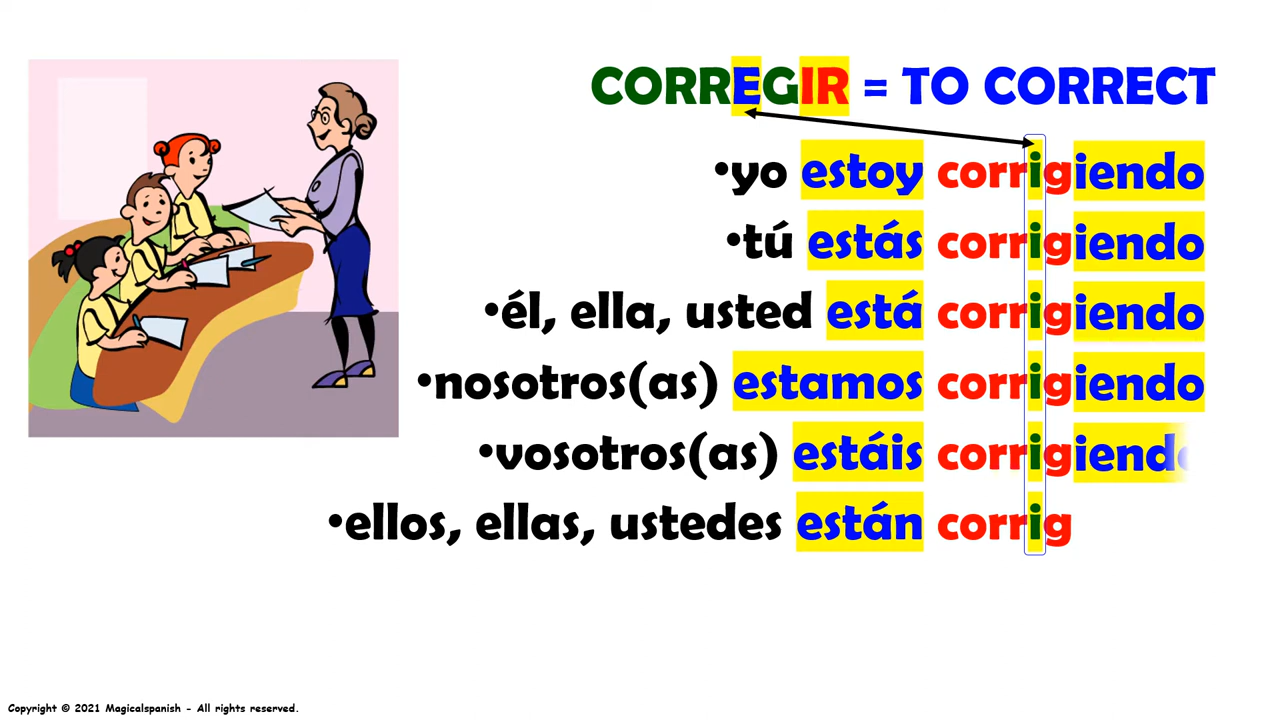 CORREGIR = TO CORRECT
•yo estoy corrigiendo
•tú estás corrigiendo
•él, ella, usted está corrigiendo
•nosotros(as) estamos corrigiendo
•vosotros(as) estáis corrigiendo
•ellos, ellas, ustedes están corrig
Copyright © 2021 Magicalspanish - All rights reserved.